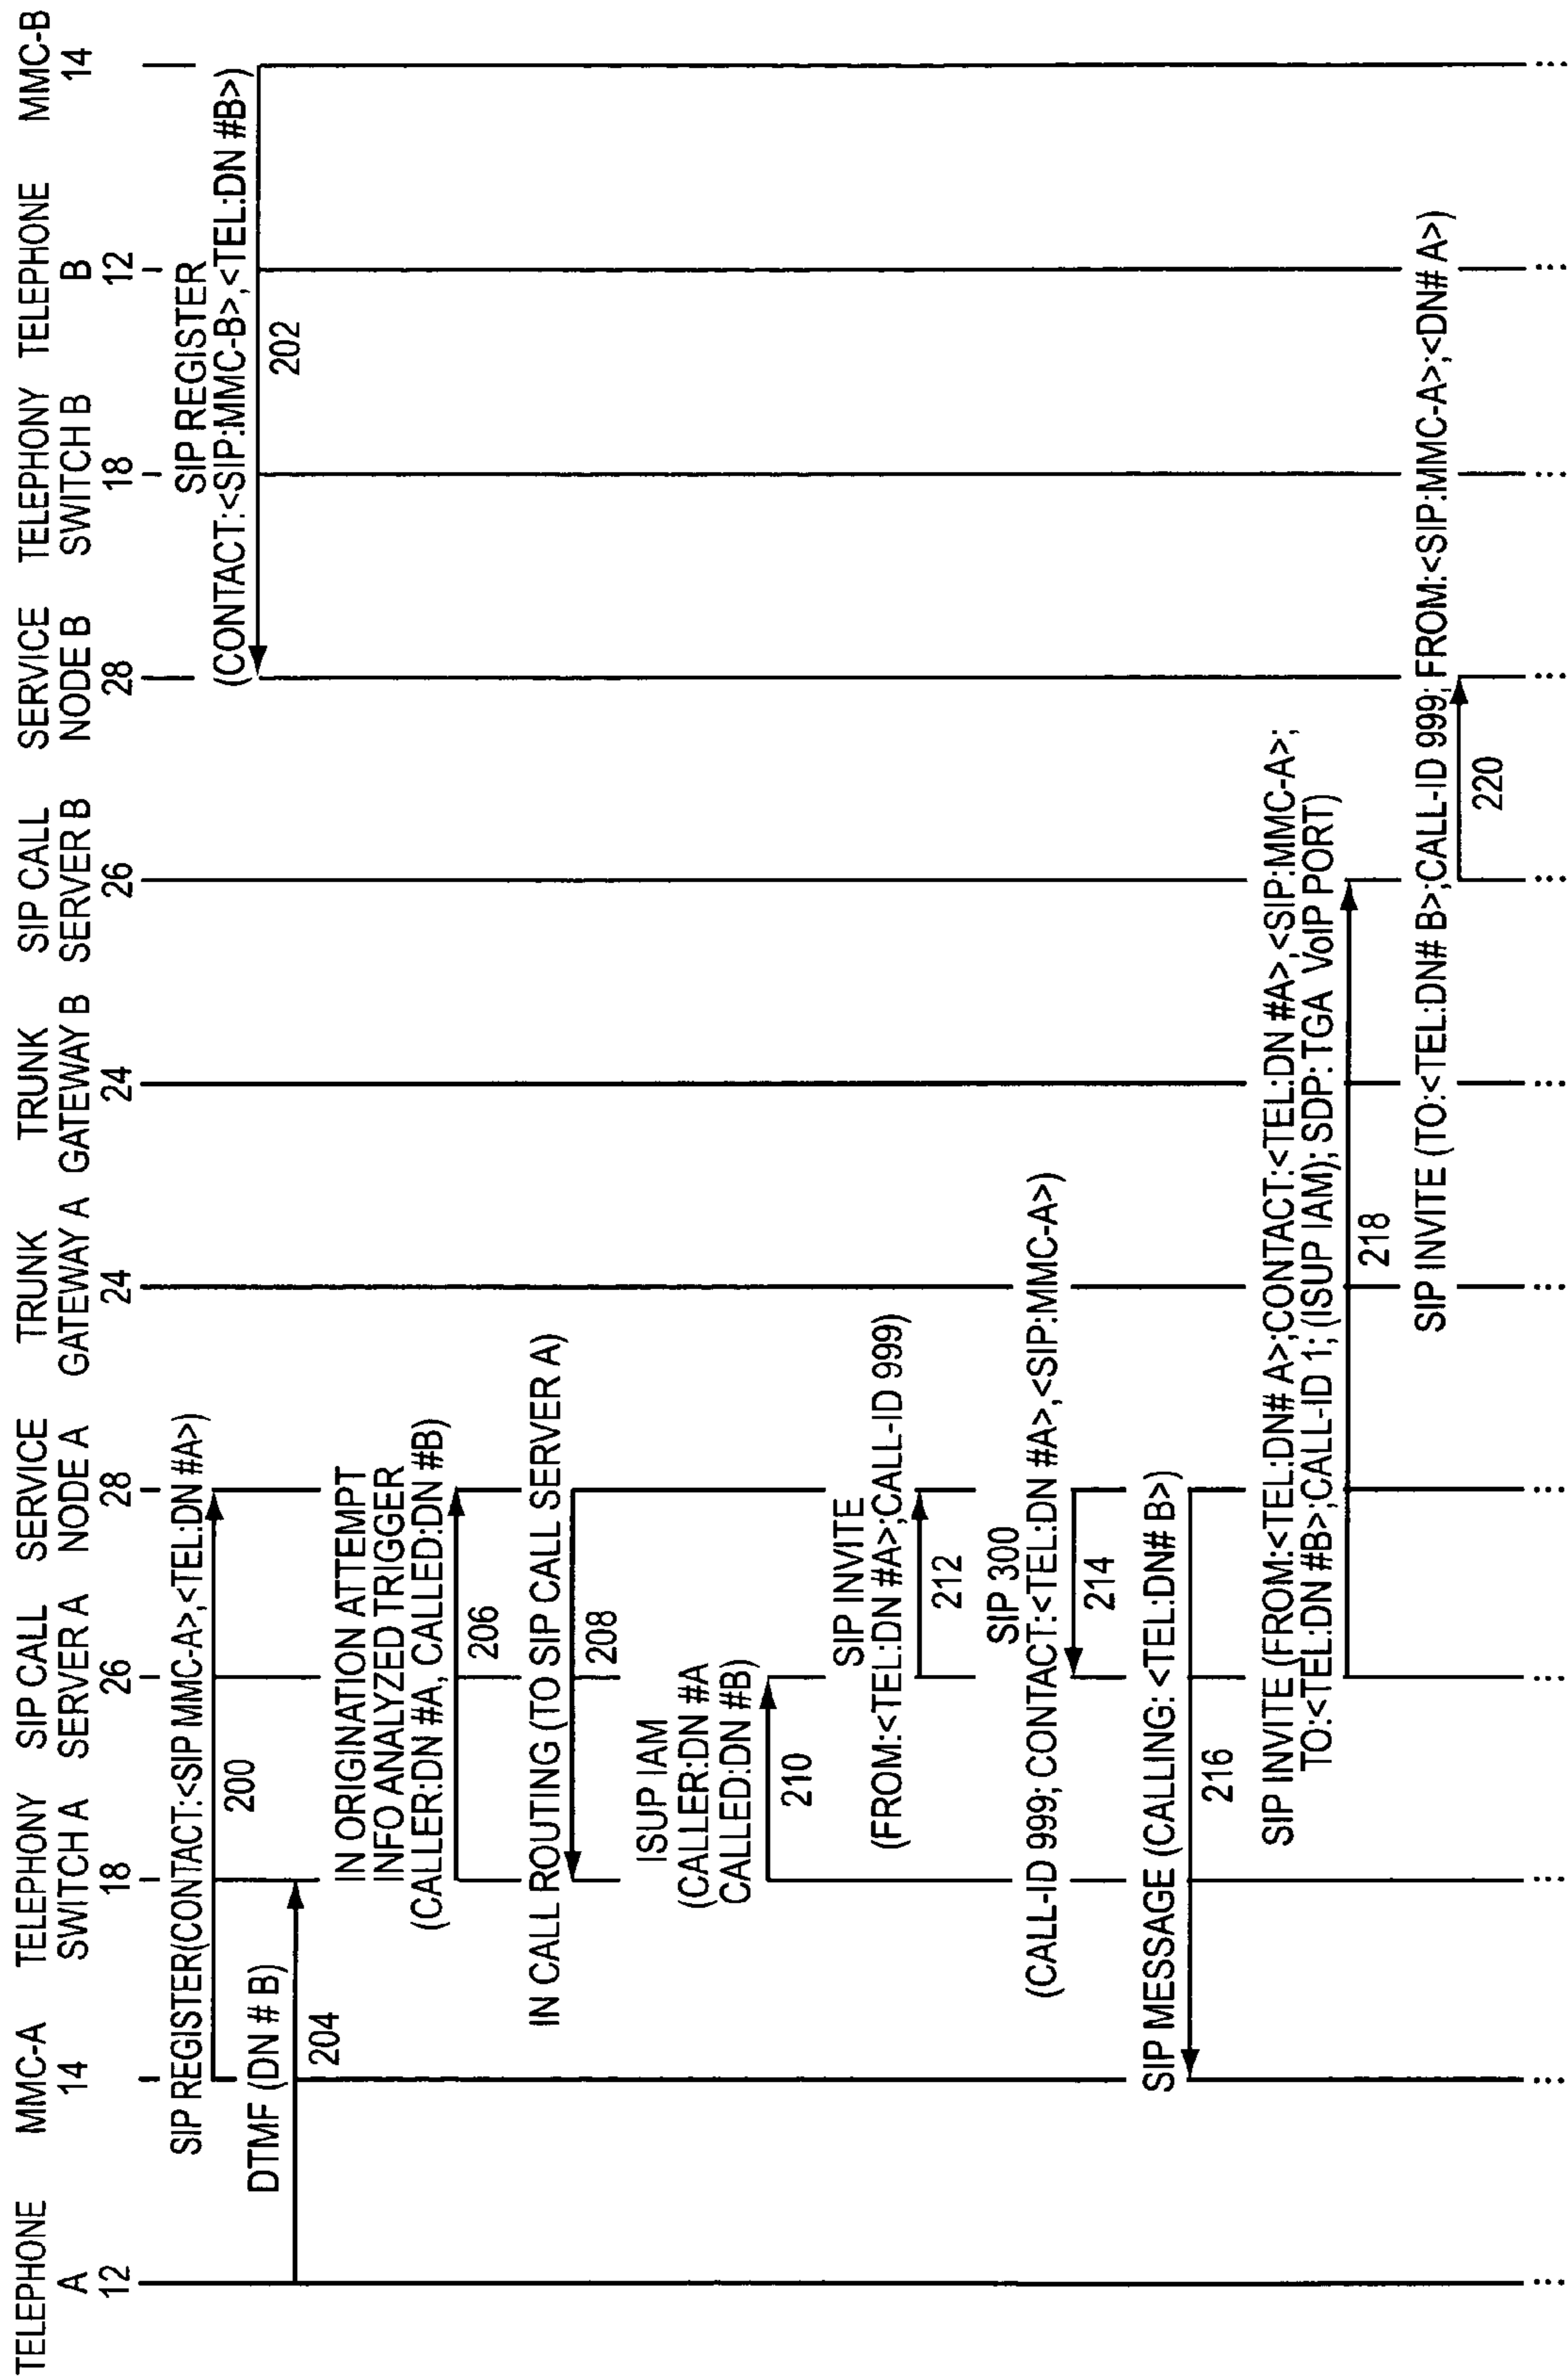 TELEPHONE
A
12
MMC-A
14
TELEPHONY
SWITCH A
18
SIP CALL
SERVER A
26
SERVICE
NODE A
28
TRUNK
GATEWAY A
24
TRUNK
GATEWAY B
24
SIP CALL
SERVER B
26
SERVICE
NODE B
28
TELEPHONY
SWITCH B
18
TELEPHONE
B
12
MMC-B
14
SIP REGISTER(CONTACT:<SIP MMC-A>,<TEL:DN #A>)
200
SIP REGISTER
(CONTACT:<SIP:MMC-B>,<TEL:DN #B>)
202
DTMF (DN # B)
204
IN ORIGINATION ATTEMPT
INFO ANALYZED TRIGGER
(CALLER:DN #A, CALLED:DN #B)
206
IN CALL ROUTING (TO SIP CALL SERVER A)
208
ISUP IAM
(CALLER:DN #A
CALLED:DN #B)
210
SIP INVITE
(FROM:<TEL:DN #A>;CALL-ID 999)
212
SIP 300
(CALL-ID 999; CONTACT:<TEL:DN #A>,<SIP:MMC-A>)
214
SIP MESSAGE (CALLING: <TEL:DN# B>)
216
SIP INVITE (FROM:<TEL:DN# A>;CONTACT:<TEL:DN #A>,<SIP:MMC-A>;
TO:<TEL:DN #B>;CALL-ID 1; (ISUP IAM); SDP:TGA VoIP PORT)
218
SIP INVITE (TO:<TEL:DN# B>;CALL-ID 999; FROM:<SIP:MMC-A>;<DN# A>)
220